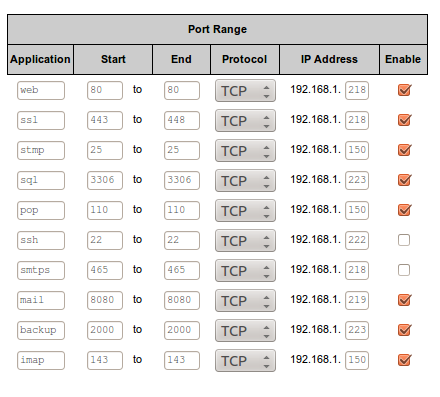 Port Range
Application Start End Protocol IP Address Enable
web 80 to 80 TCP 192.168.1. 218
ssl 443 to 448 TCP 192.168.1. 218
stmp 25 to 25 TCP 192.168.1. 150
sql 3306 to 3306 TCP 192.168.1. 223
pop 110 to 110 TCP 192.168.1. 150
ssh 22 to 22 TCP 192.168.1. 222
smtps 465 to 465 TCP 192.168.1. 218
mail 8080 to 8080 TCP 192.168.1. 219
backup 2000 to 2000 TCP 192.168.1. 223
imap 143 to 143 TCP 192.168.1. 150